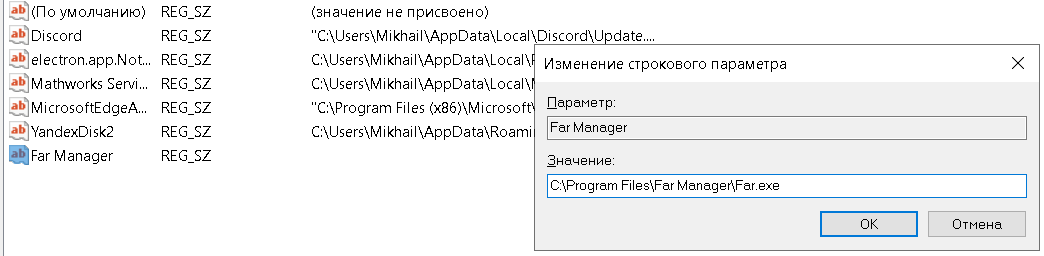 (По умолчанию) REG_SZ (значение не присвоено)
Discord REG_SZ "C:\Users\Mikhail\AppData\Local\Discord\Update....
electron.app.Not... REG_SZ C:\Users\Mikhail\AppData\Local\
Mathworks Servi... REG_SZ C:\Users\Mikhail\AppData\Local\
MicrosoftEdgeA... REG_SZ "C:\Program Files (x86)\Microsoft\
YandexDisk2 REG_SZ C:\Users\Mikhail\AppData\Roamin
Far Manager REG_SZ
Изменение строкового параметра
Параметр:
Far Manager
Значение:
C:\Program Files\Far Manager\Far.exe
OK Отмена